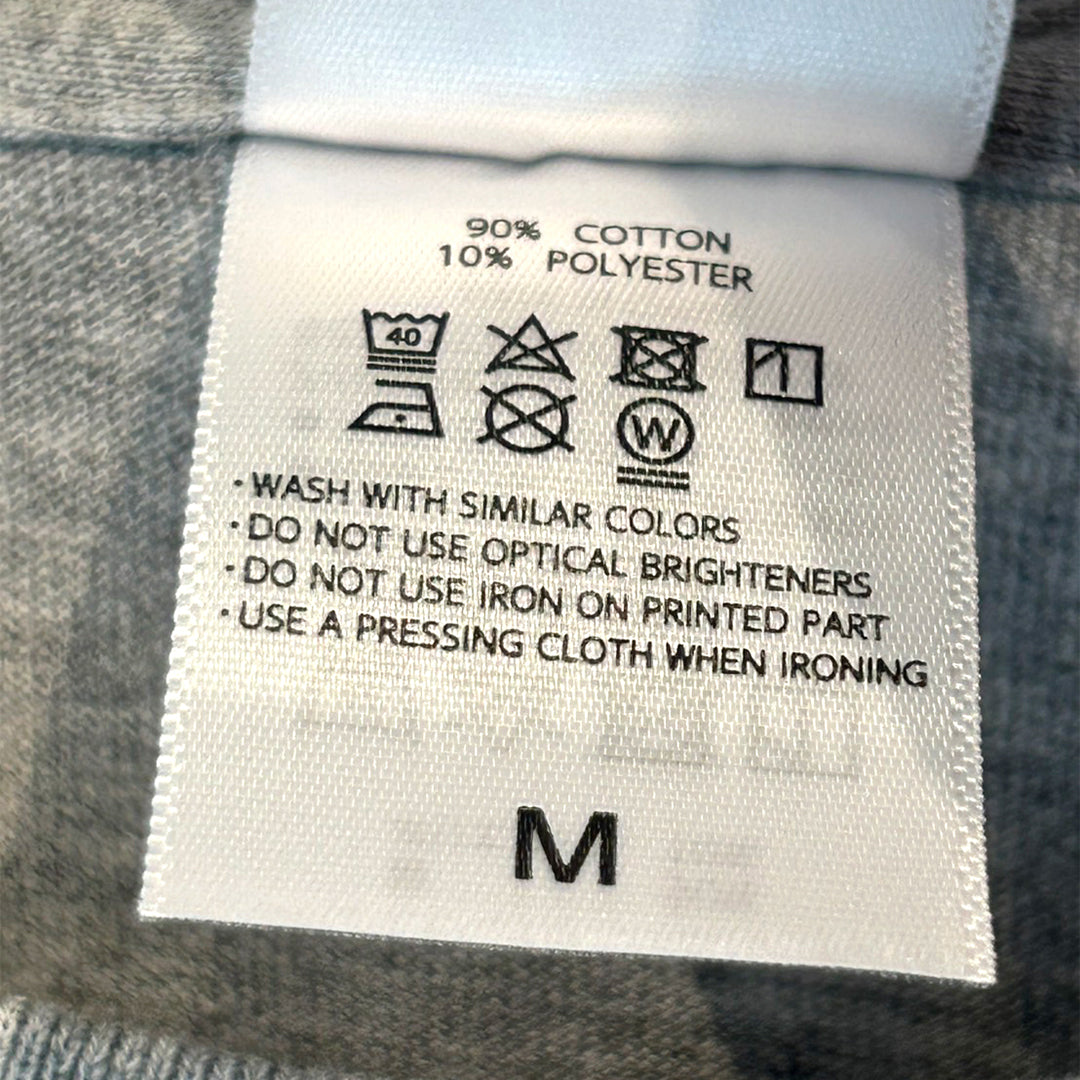 90% COTTON
10% POLYESTER
40
W
· WASH WITH SIMILAR COLORS
· DO NOT USE OPTICAL BRIGHTENERS
· DO NOT USE IRON ON PRINTED PART
· USE A PRESSING CLOTH WHEN IRONING
M